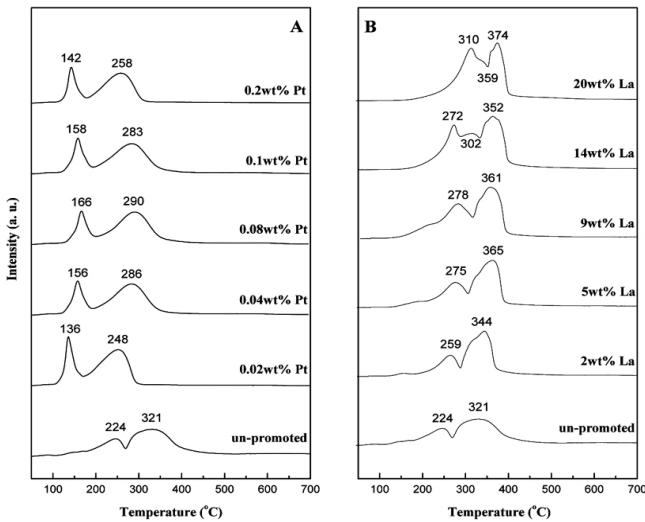 A
142
258
0.2wt% Pt
158
283
0.1wt% Pt
166
290
0.08wt% Pt
156
286
0.04wt% Pt
136
248
0.02wt% Pt
224
321
un-promoted
Intensity (a. u.)
100 200 300 400 500 600 700
Temperature (°C)
B
310
374
359
20wt% La
272
352
302
14wt% La
278
361
9wt% La
275
365
5wt% La
259
344
2wt% La
224
321
un-promoted
100 200 300 400 500 600 700
Temperature (°C)